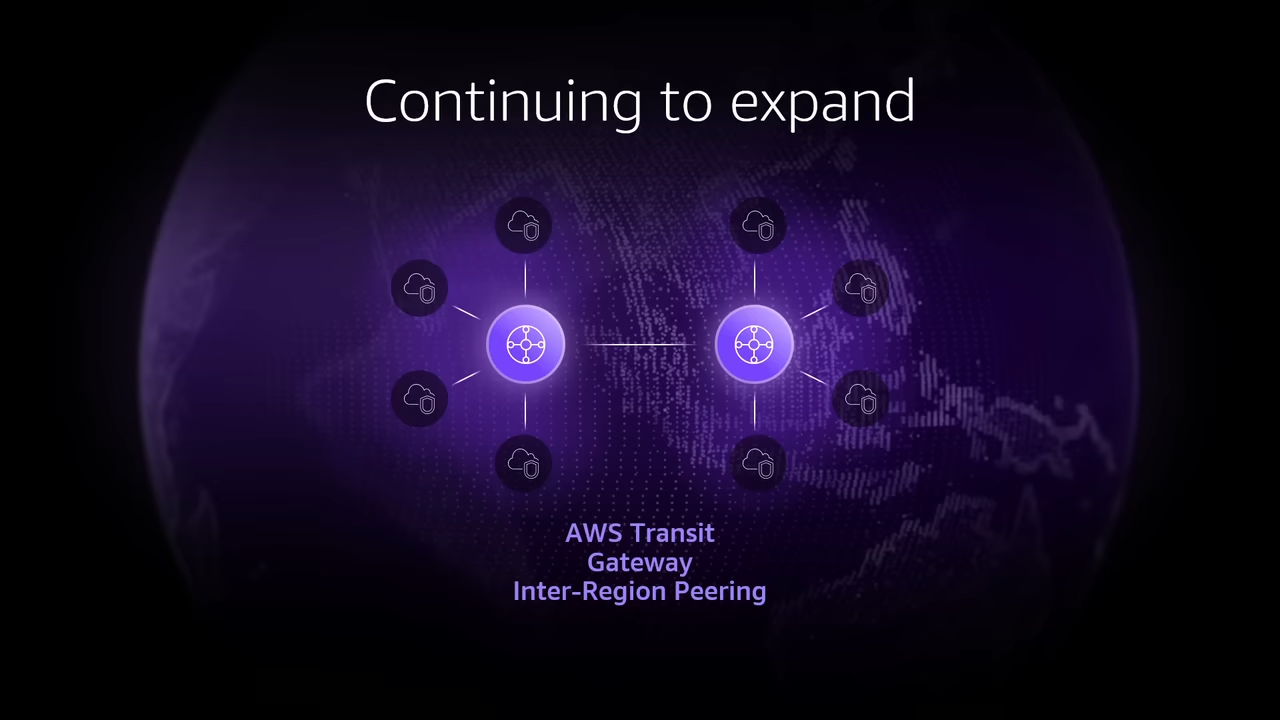 Continuing to expand
AWS Transit
Gateway
Inter-Region Peering